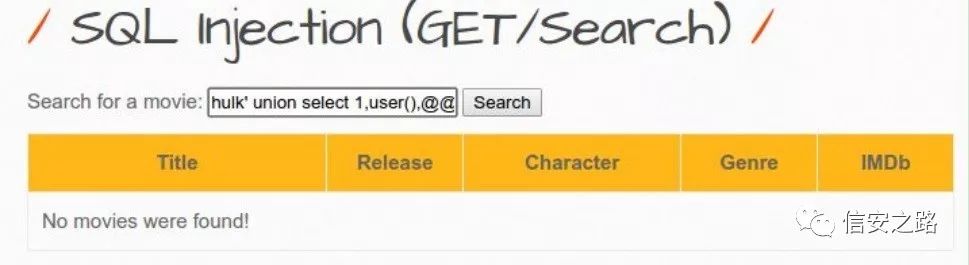 / SQL Injection (GET/Search) /
Search for a movie: hulk' union select 1,user(),@@ Search
Title Release Character Genre IMDb
No movies were found!
信安之路